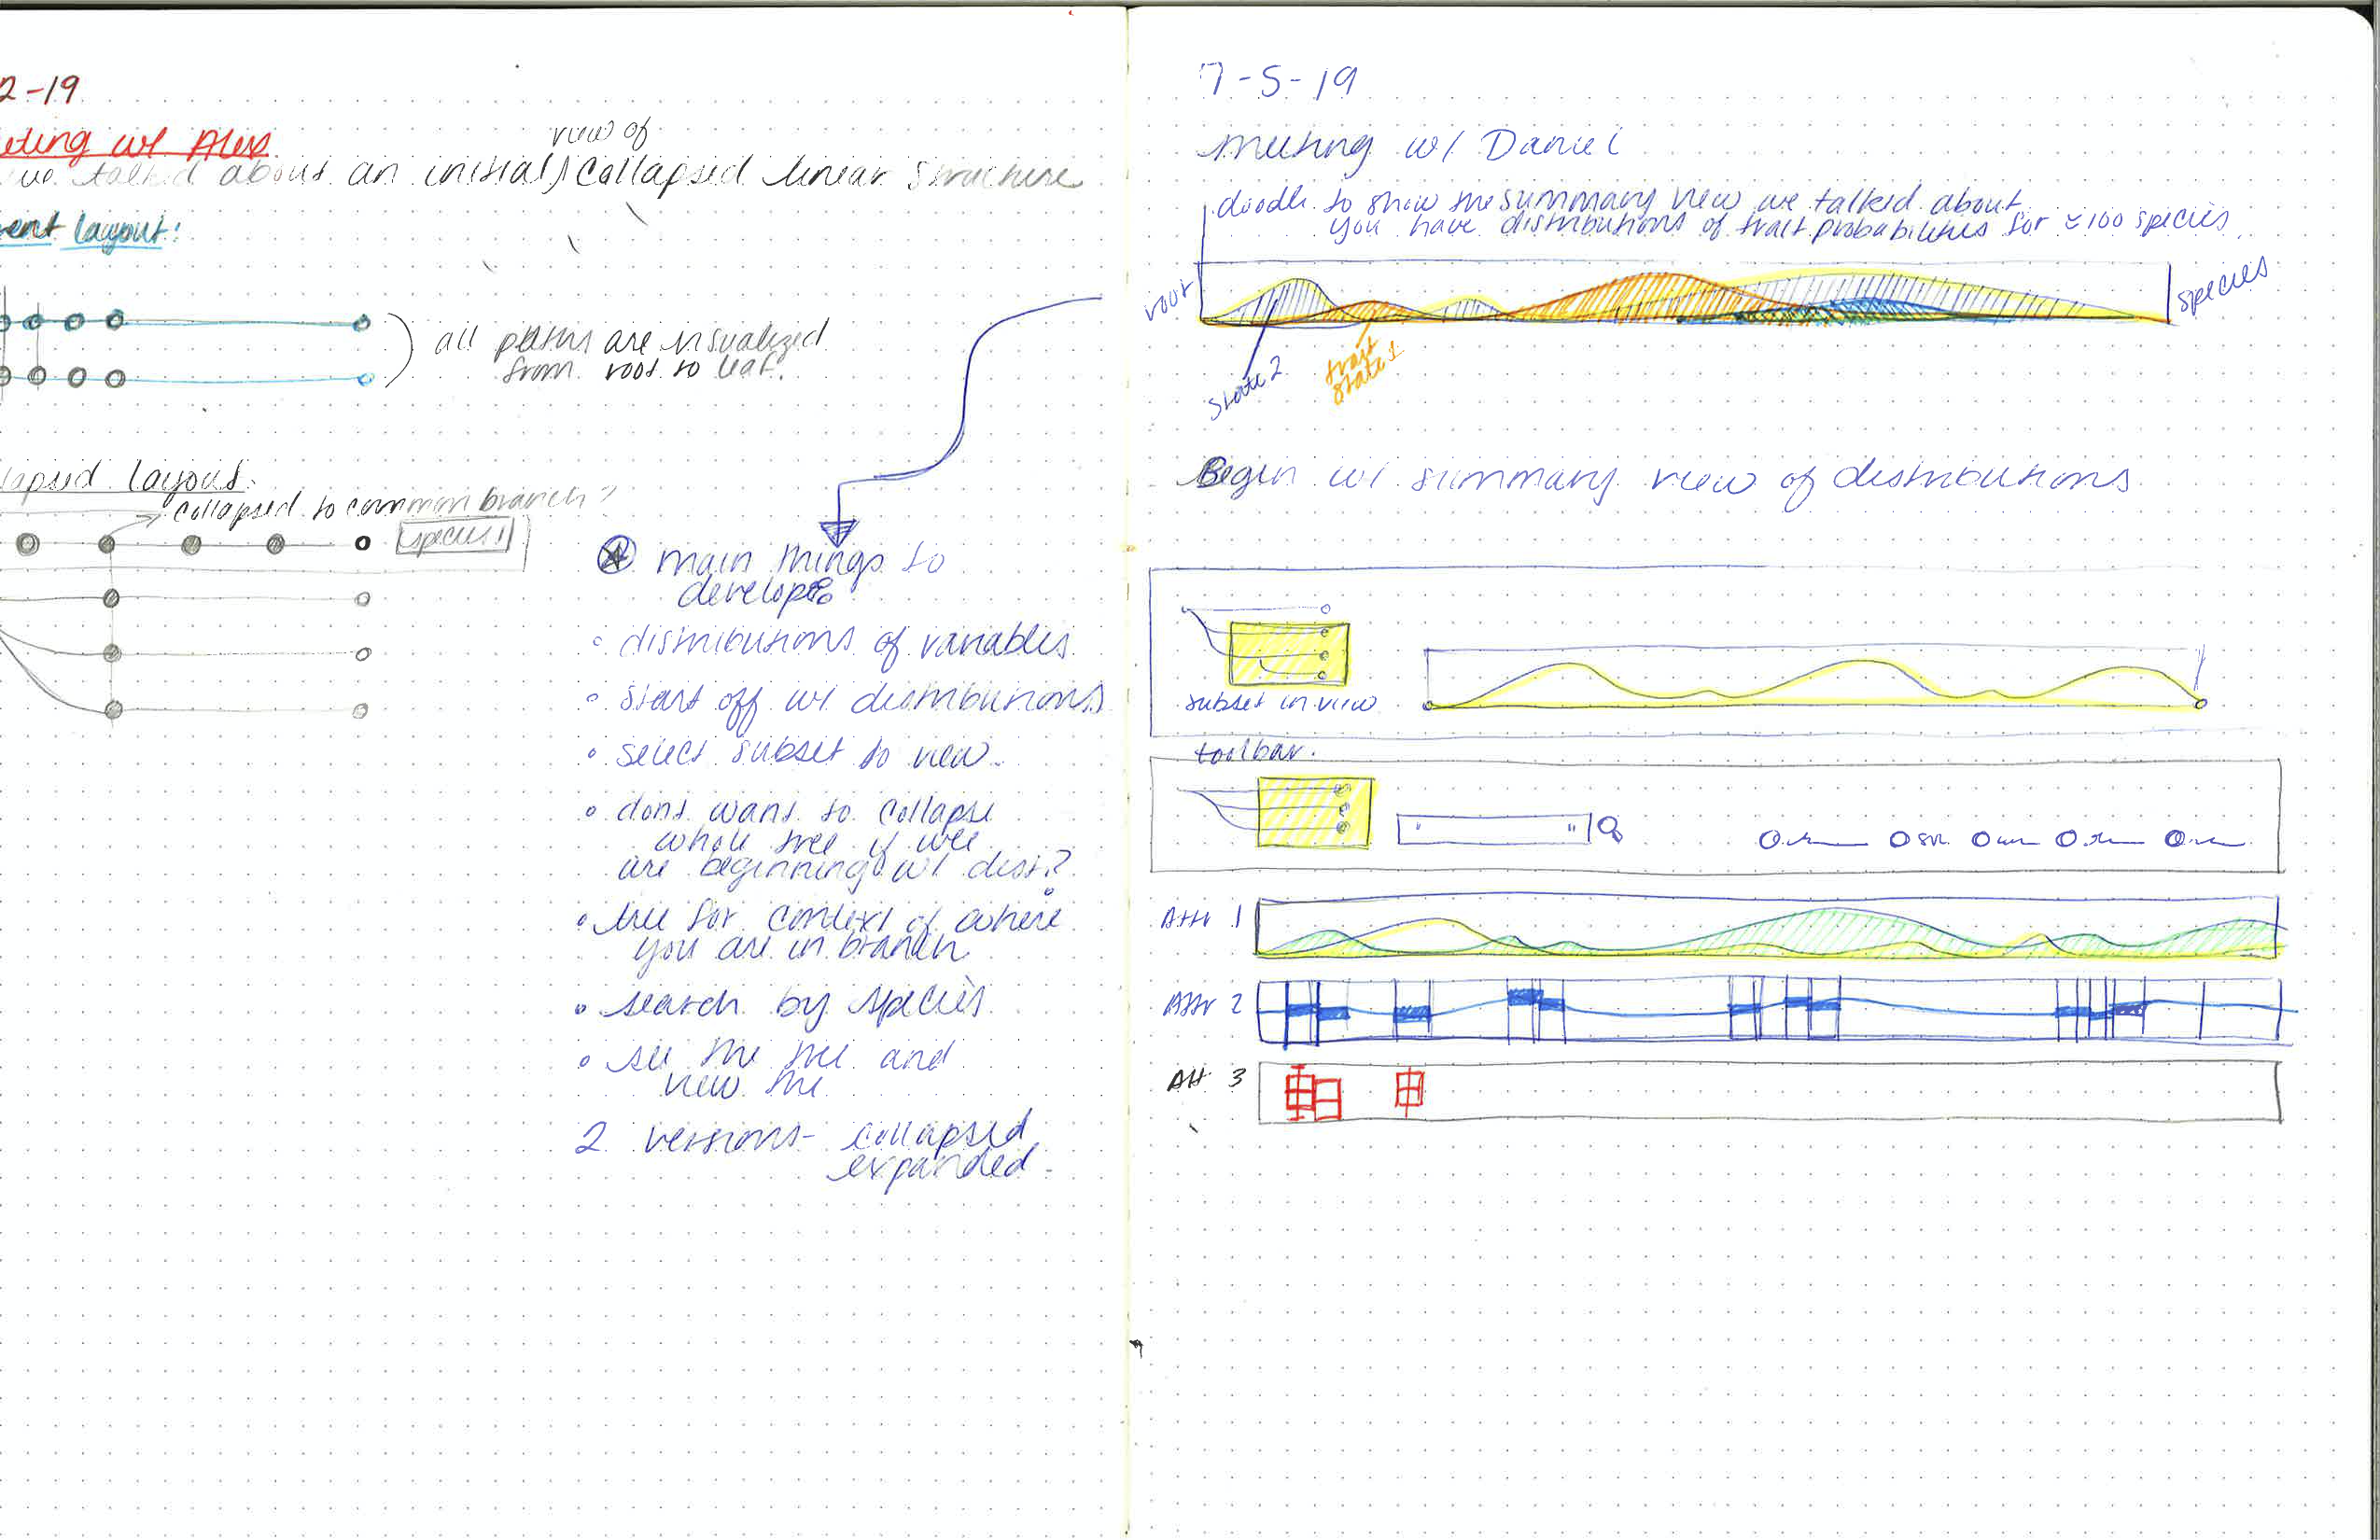 2-19
eting w/ Alex
view of
we talked about an initial collapsed linear structure
ent layout:
all paths are visualized
from root to leaf.
lapsed layout.
collapsed to common branch?
species 1
main things to
develop
distributions of variables
start off w/ distributions
select subset to view.
dont want to collapse
whole tree if we
are beginning w/ dist?
tree for context of where
you are in branch
search by species
see the tree and
view the
2 versions- collapsed
expanded.
7-5-19
Meeting w/ Daniel
doodle to show the summary view we talked about
you have distributions of trait probabilities for ≈100 species
root
species
state 2
trait
state 1
Begin w/ summary view of distributions
subset in view
toolbar.
Attr 1
Attr 2
Att 3